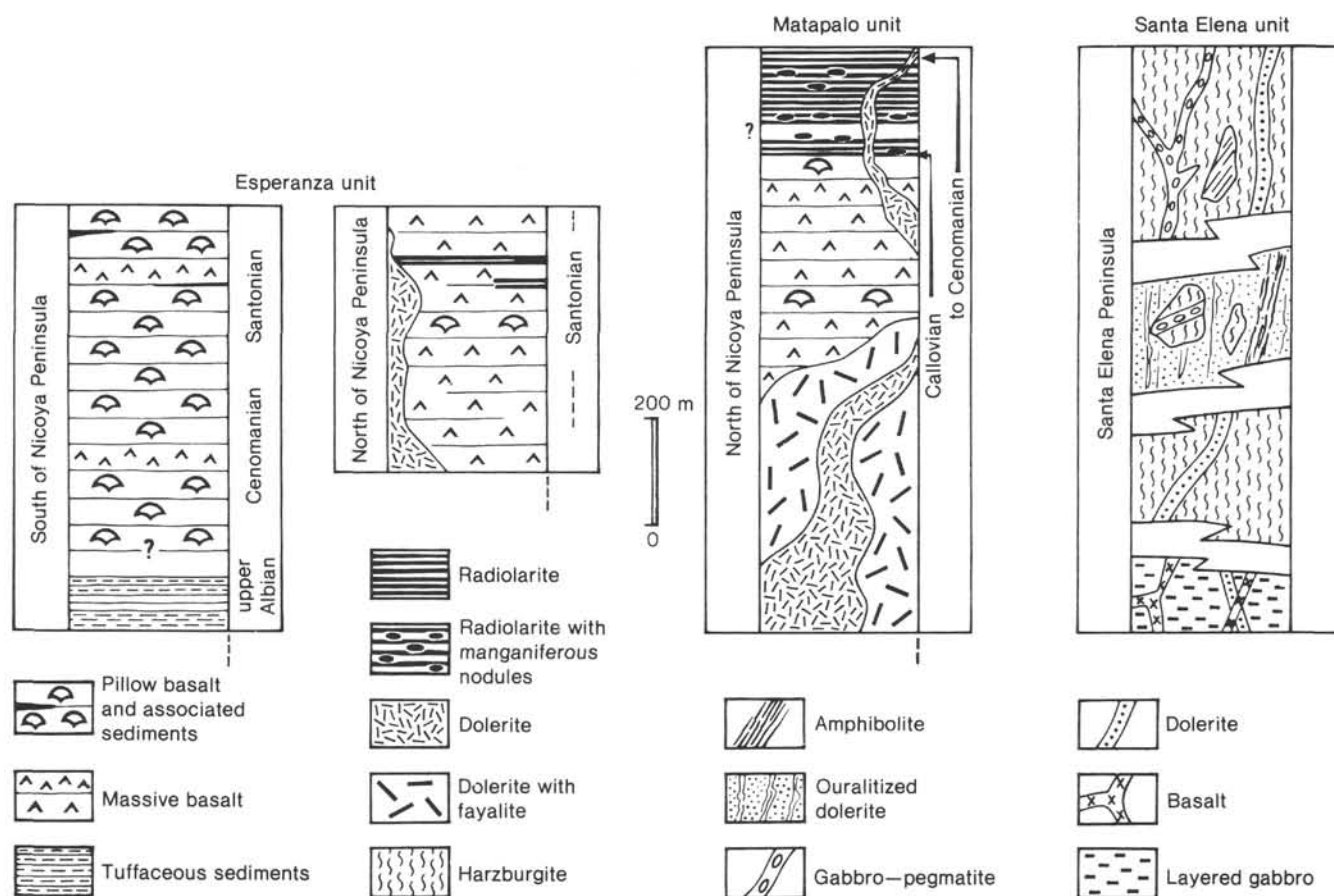 Matapalo unit
Santa Elena unit
Esperanza unit
South of Nicoya Peninsula
Santonian
Cenomanian
upper
Albian
?
North of Nicoya Peninsula
Santonian
200 m
0
North of Nicoya Peninsula
?
Callovian
to Cenomanian
Santa Elena Peninsula
Pillow basalt
and associated
sediments
Massive basalt
Tuffaceous sediments
Radiolarite
Radiolarite with
manganiferous
nodules
Dolerite
Dolerite with
fayalite
Harzburgite
Amphibolite
Ouralitized
dolerite
Gabbro—pegmatite
Dolerite
Basalt
Layered gabbro